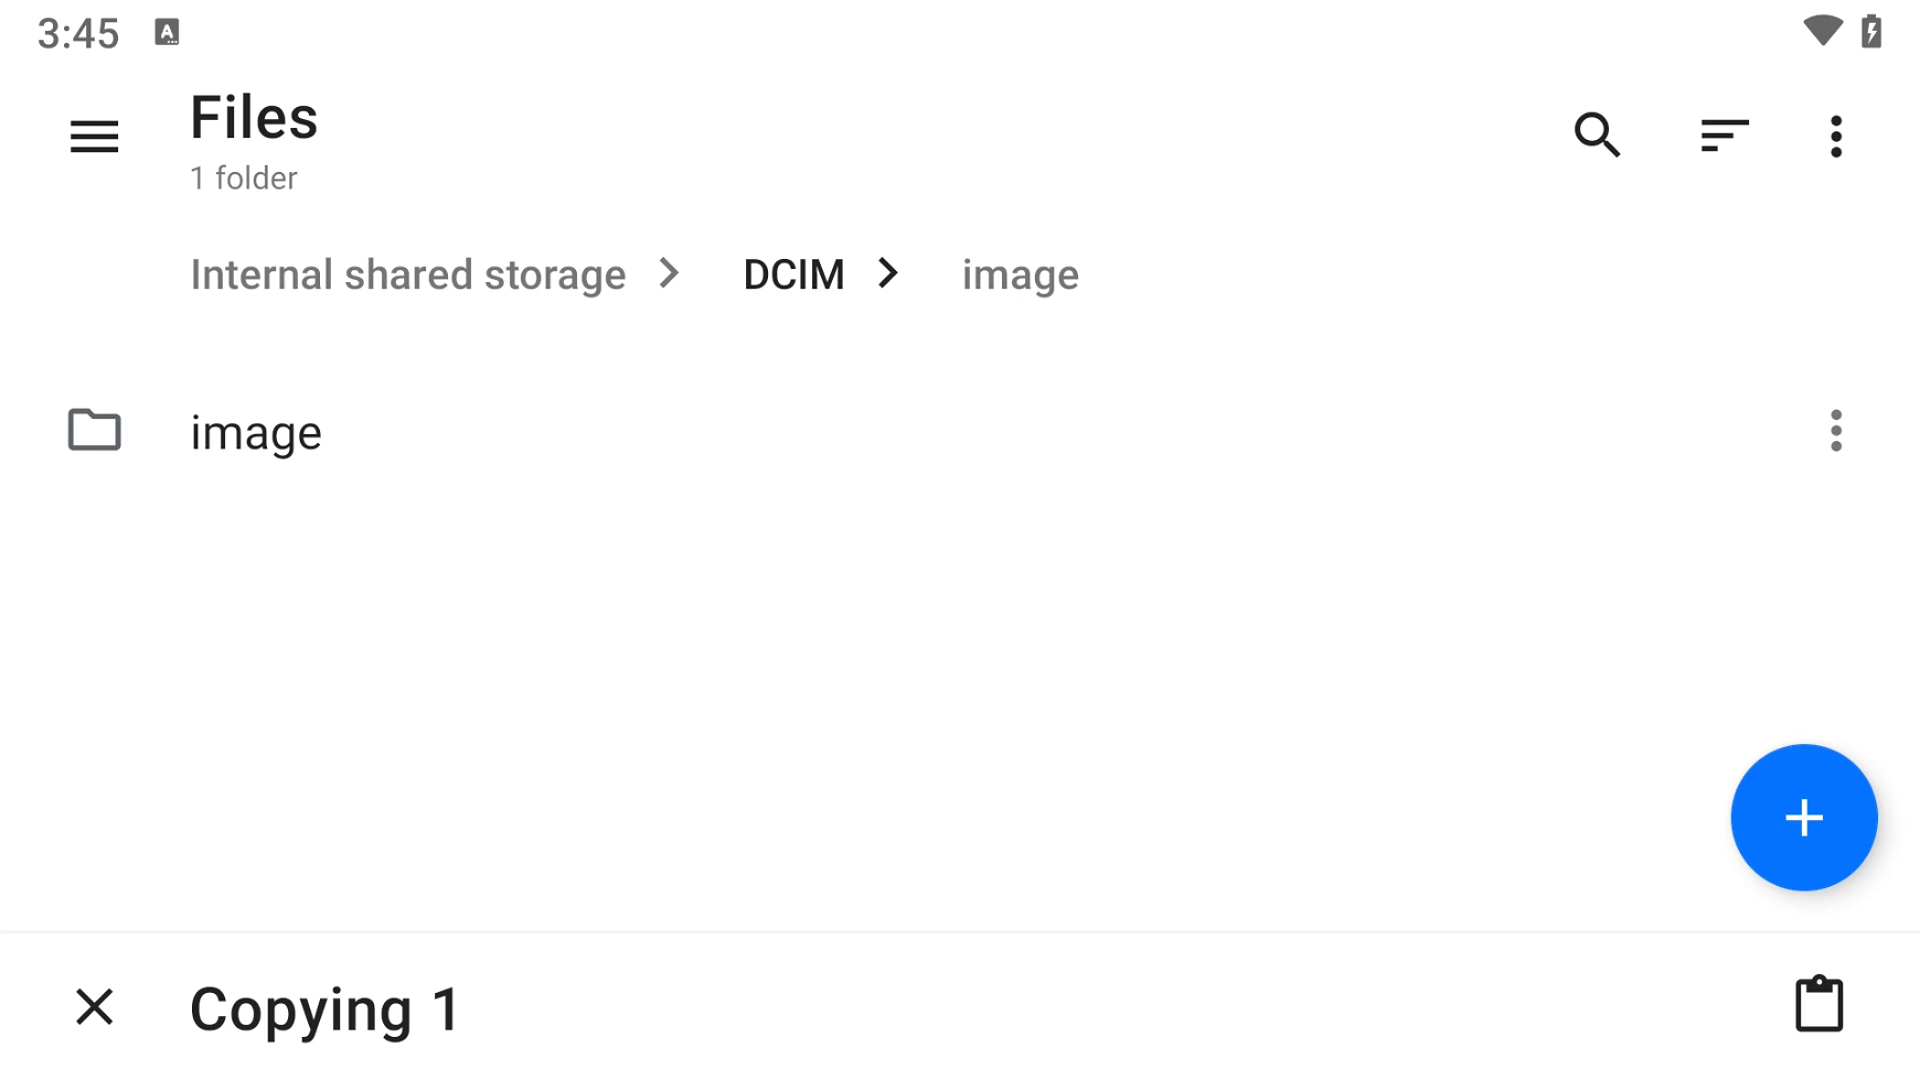 3:45
Files
1 folder
Internal shared storage
DCIM
image
image
Copying 1